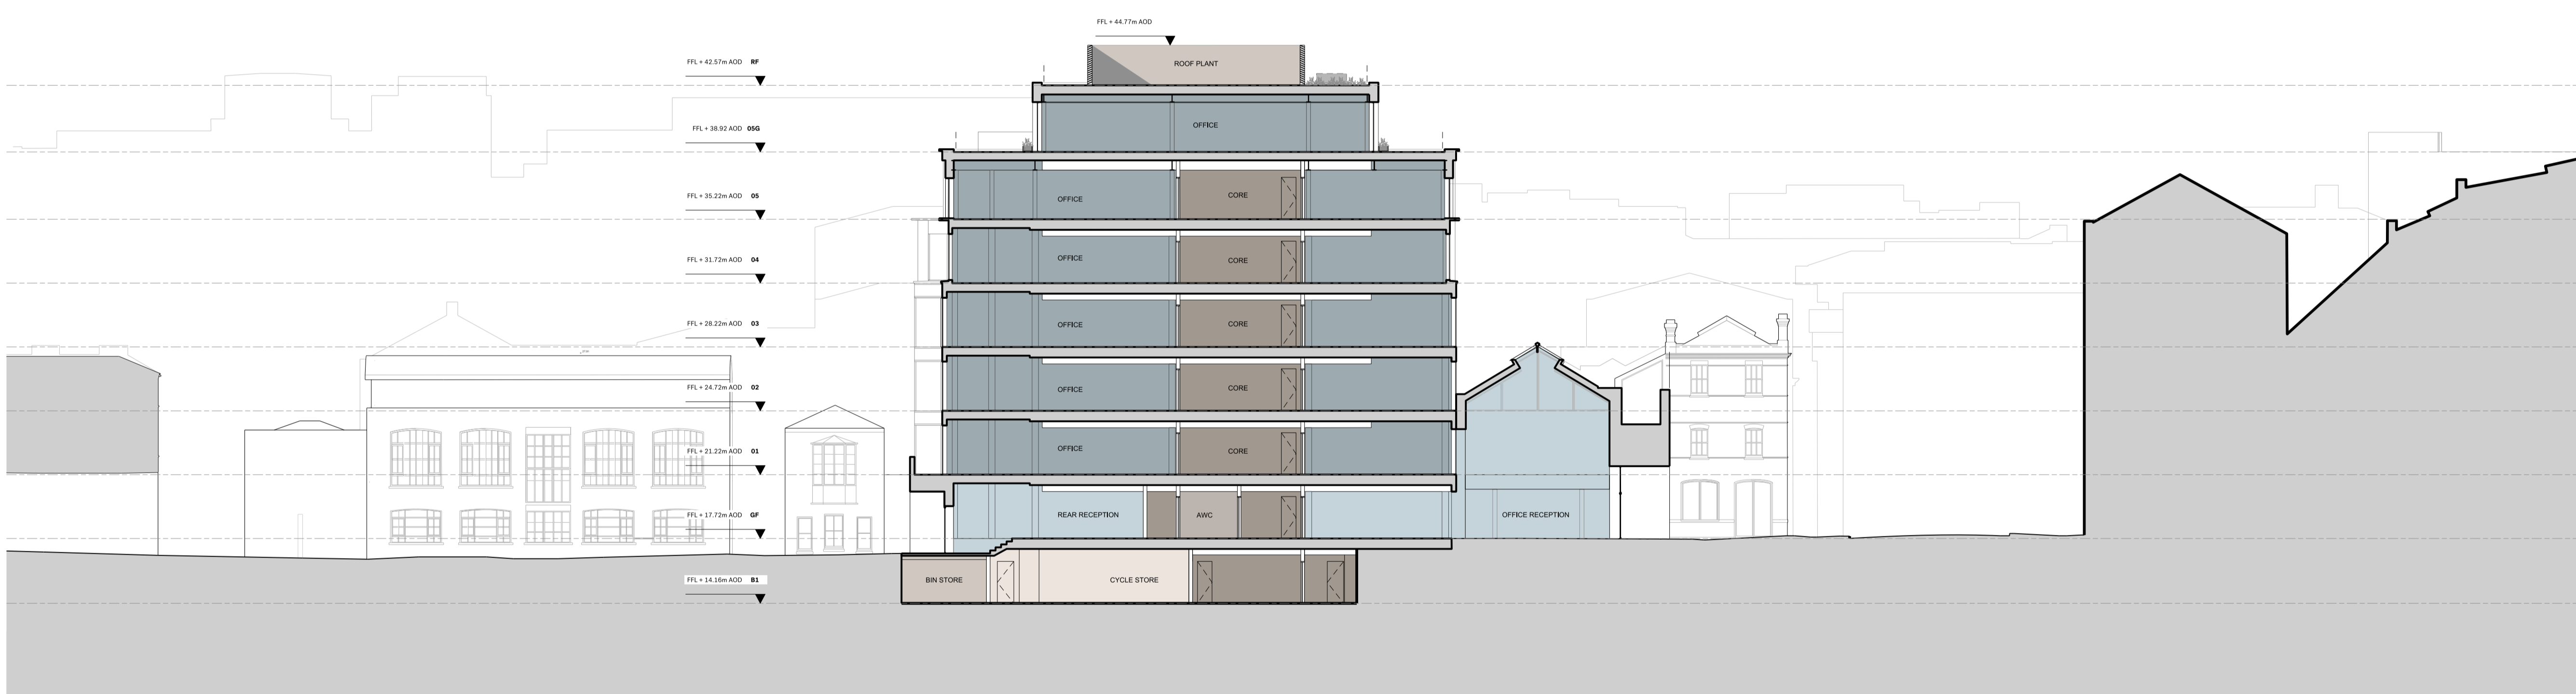 FFL + 44.77m AOD
FFL + 42.57m AOD RF
ROOF PLANT
FFL + 38.92 AOD 05G
OFFICE
FFL + 35.22m AOD 05
OFFICE
CORE
FFL + 31.72m AOD 04
OFFICE
CORE
FFL + 28.22m AOD 03
OFFICE
CORE
FFL + 24.72m AOD 02
OFFICE
CORE
FFL + 21.22m AOD 01
OFFICE
CORE
FFL + 17.72m AOD GF
REAR RECEPTION
AWC
OFFICE RECEPTION
FFL + 14.16m AOD B1
BIN STORE
CYCLE STORE